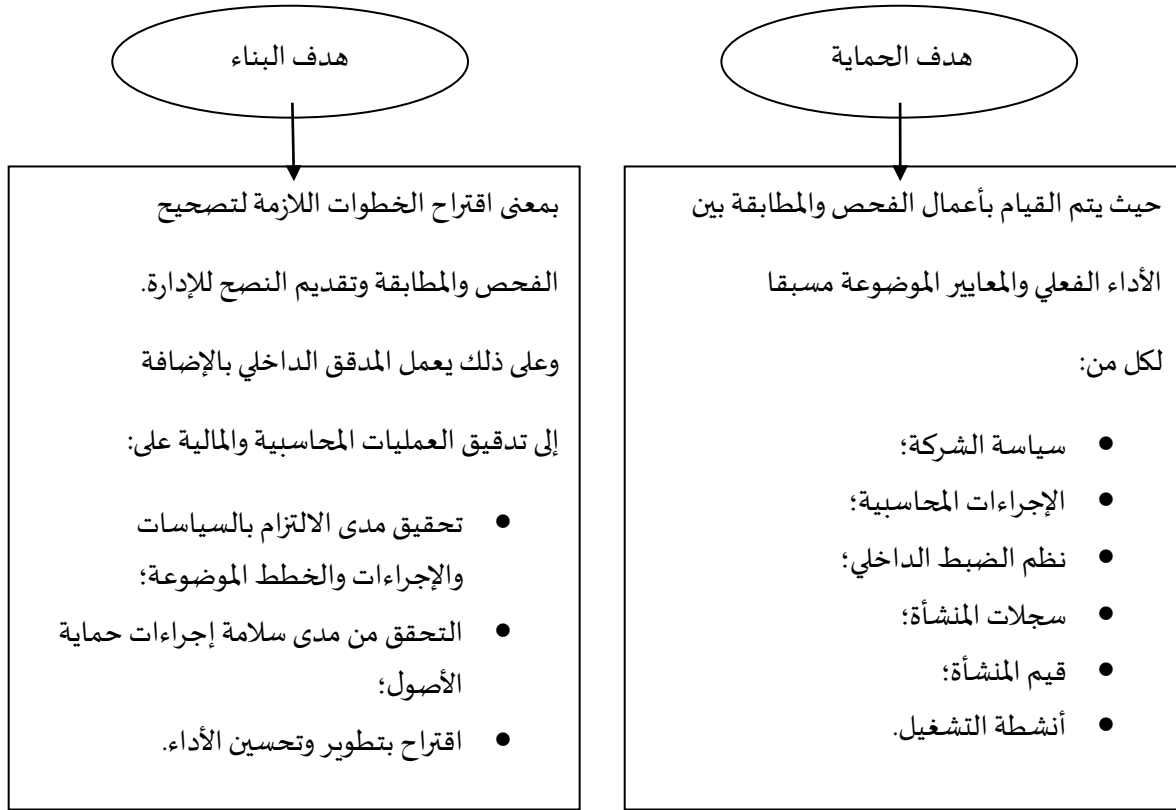 هدف الحماية
حيث يتم القيام بأعمال الفحص والمطابقة بين
الأداء الفعلي والمعايير الموضوعة مسبقا
لكل من:
● سياسة الشركة؛
● الإجراءات المحاسبية؛
● نظم الضبط الداخلي؛
● سجلات المنشأة؛
● قيم المنشأة؛
● أنشطة التشغيل.
هدف البناء
بمعنى اقتراح الخطوات اللازمة لتصحيح
الفحص والمطابقة وتقديم النصح للإدارة.
وعلى ذلك يعمل المدقق الداخلي بالإضافة
إلى تدقيق العمليات المحاسبية والمالية على:
● تحقيق مدى الالتزام بالسياسات
والإجراءات والخطط الموضوعة؛
● التحقق من مدى سلامة إجراءات حماية
الأصول؛
● اقتراح بتطوير وتحسين الأداء.